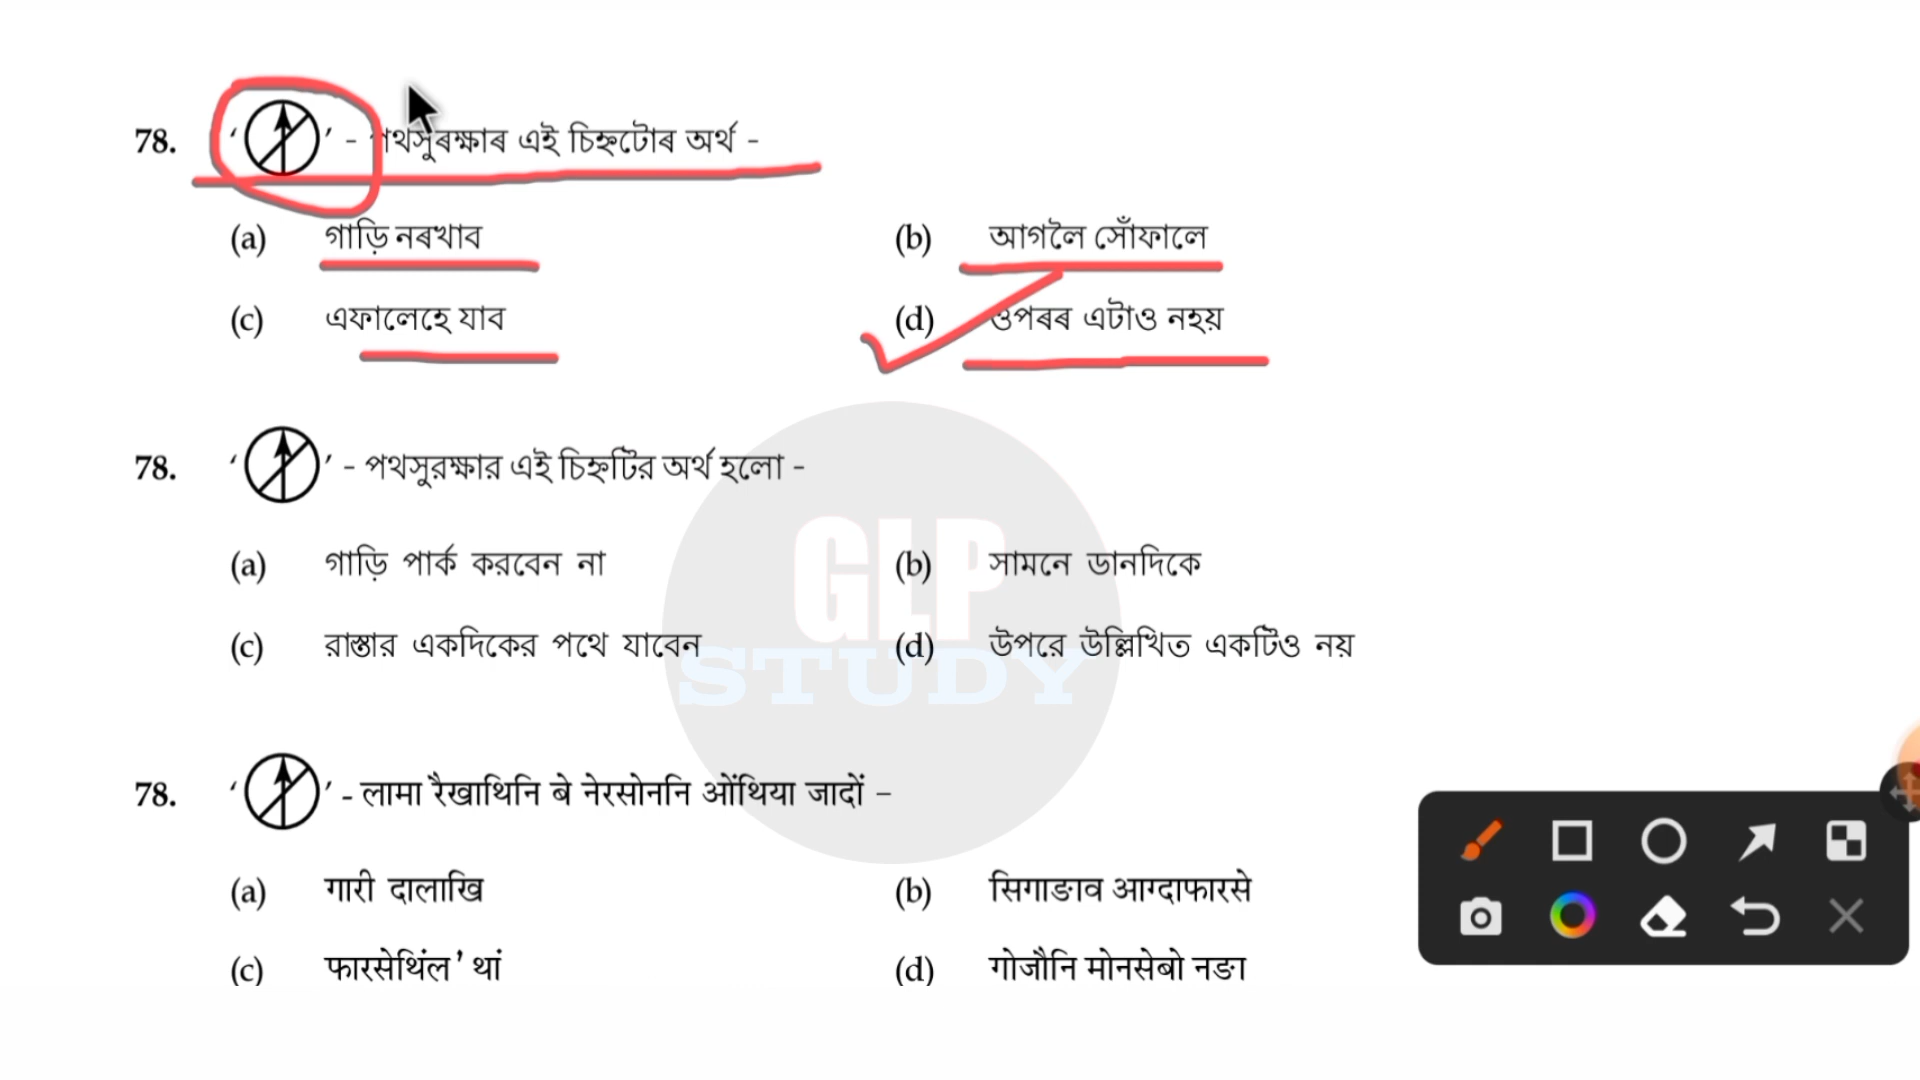 78. ‘ ’ - পথসুৰক্ষাৰ এই চিহ্নটোৰ অৰ্থ -
(a) গাড়ি নৰখাব (b) আগলৈ সোঁফালে
(c) এফালেহে যাব (d) ওপৰৰ এটাও নহয়
78. ‘ ’ - পথসুরক্ষার এই চিহ্নটির অর্থ হলো -
(a) গাড়ি পার্ক করবেন না (b) সামনে ডানদিকে
(c) রাস্তার একদিকের পথে যাবেন (d) উপরে উল্লিখিত একটিও নয়
GLP
STUDY
78. ‘ ’ - लामा रैखाथिनि बे नेरसोननि ओंथिया जादों –
(a) गारी दालाखि (b) सिगाङाव आग्दाफारसे
(c) फारसेथिंल’ थां (d) गोजौनि मोनसेबो नङा